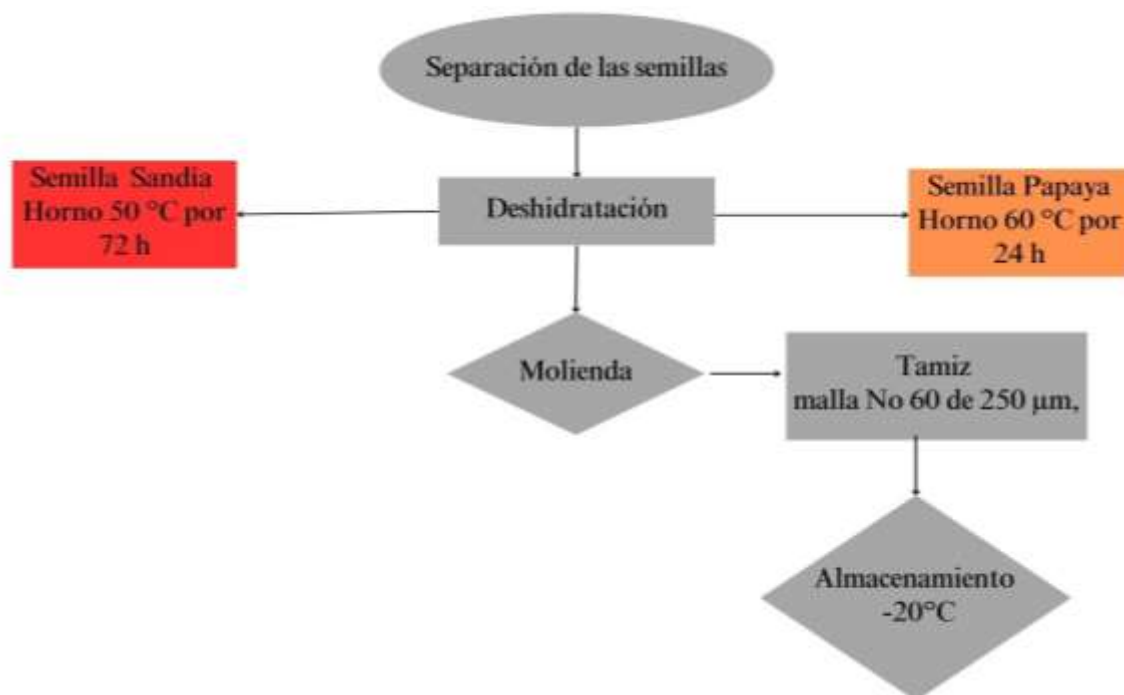 Separación de las semillas
Semilla Sandia
Horno 50 °C por
72 h
Deshidratación
Semilla Papaya
Horno 60 °C por
24 h
Molienda
Tamiz
malla No 60 de 250 μm,
Almacenamiento
-20°C